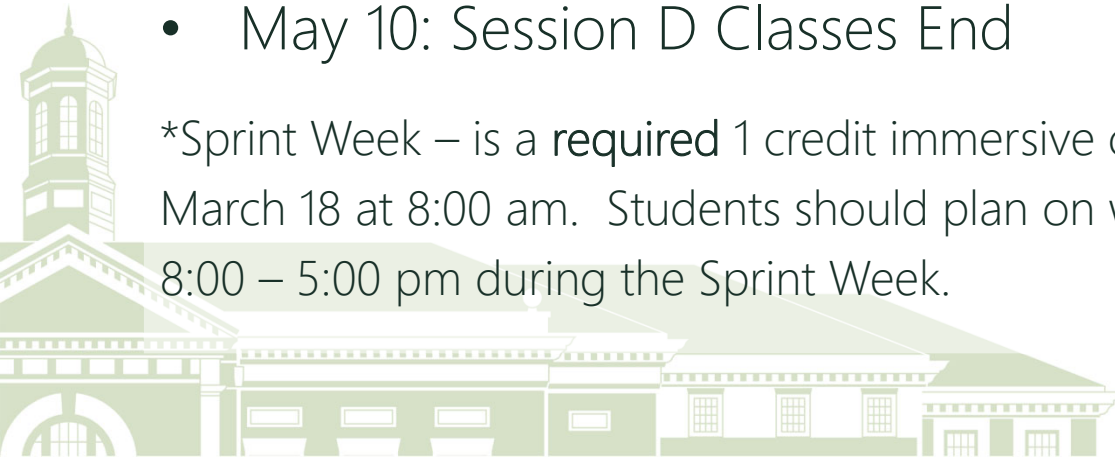 • May 10: Session D Classes End
*Sprint Week – is a required 1 credit immersive
March 18 at 8:00 am. Students should plan on
8:00 – 5:00 pm during the Sprint Week.